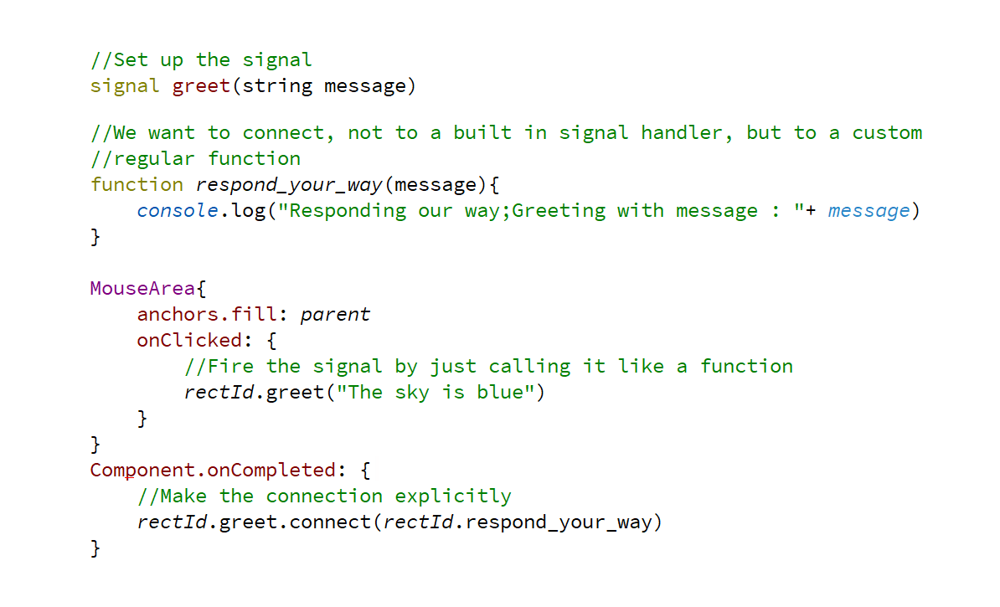 //Set up the signal
signal greet(string message)
//We want to connect, not to a built in signal handler, but to a custom
//regular function
function respond_your_way(message){
    console.log("Responding our way;Greeting with message : "+ message)
}
MouseArea{
    anchors.fill: parent
    onClicked: {
        //Fire the signal by just calling it like a function
        rectId.greet("The sky is blue")
    }
}
Component.onCompleted: {
    //Make the connection explicitly
    rectId.greet.connect(rectId.respond_your_way)
}